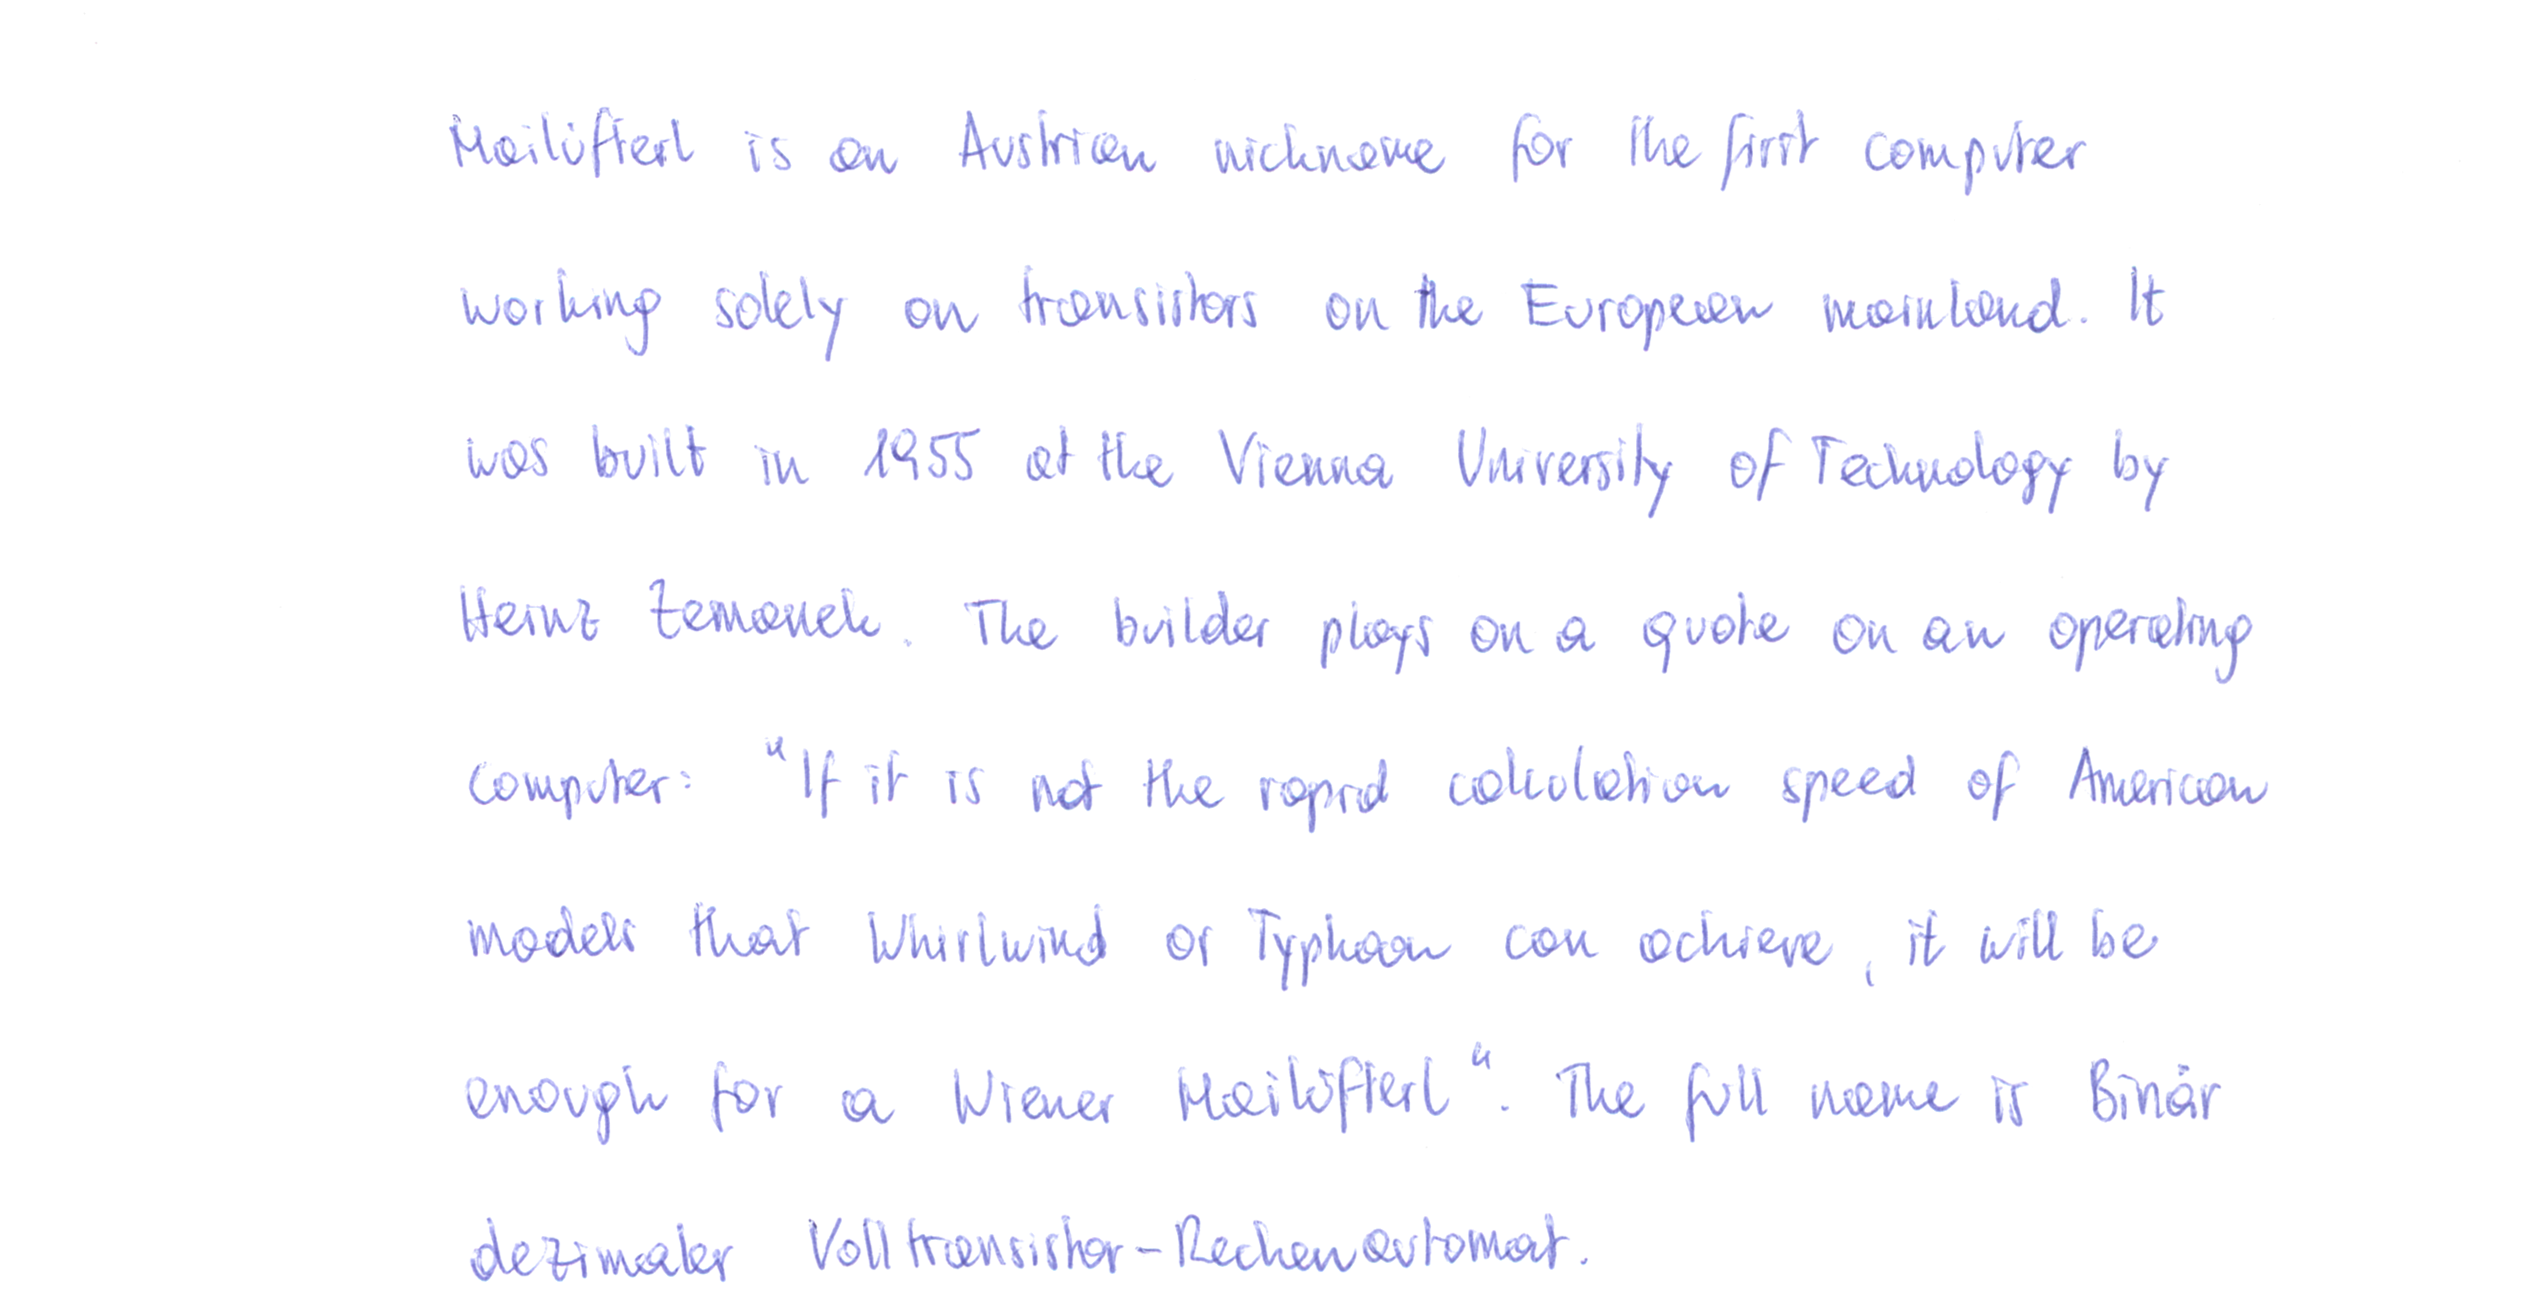 Mailüfterl is an Austrian nickname for the first computer
working solely on transistors on the European mainland. It
was built in 1955 at the Vienna University of Technology by
Heinz Zemanek. The builder plays on a quote on an operating
computer: "If it is not the rapid calculation speed of American
models that Whirlwind or Typhoon can achieve, it will be
enough for a Wiener Mailüfterl". The full name is Binär
dezimaler Volltransistor-Rechenautomat.